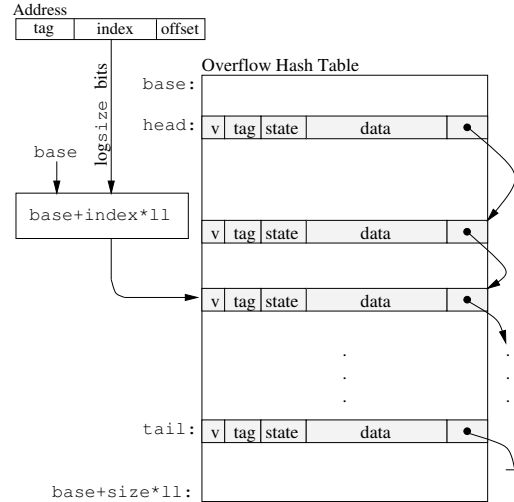 Address
tag index offset
Overflow Hash Table
base:
head: v tag state data
logsize bits
base
base+index*ll
v tag state data
v tag state data
tail: v tag state data
base+size*ll: